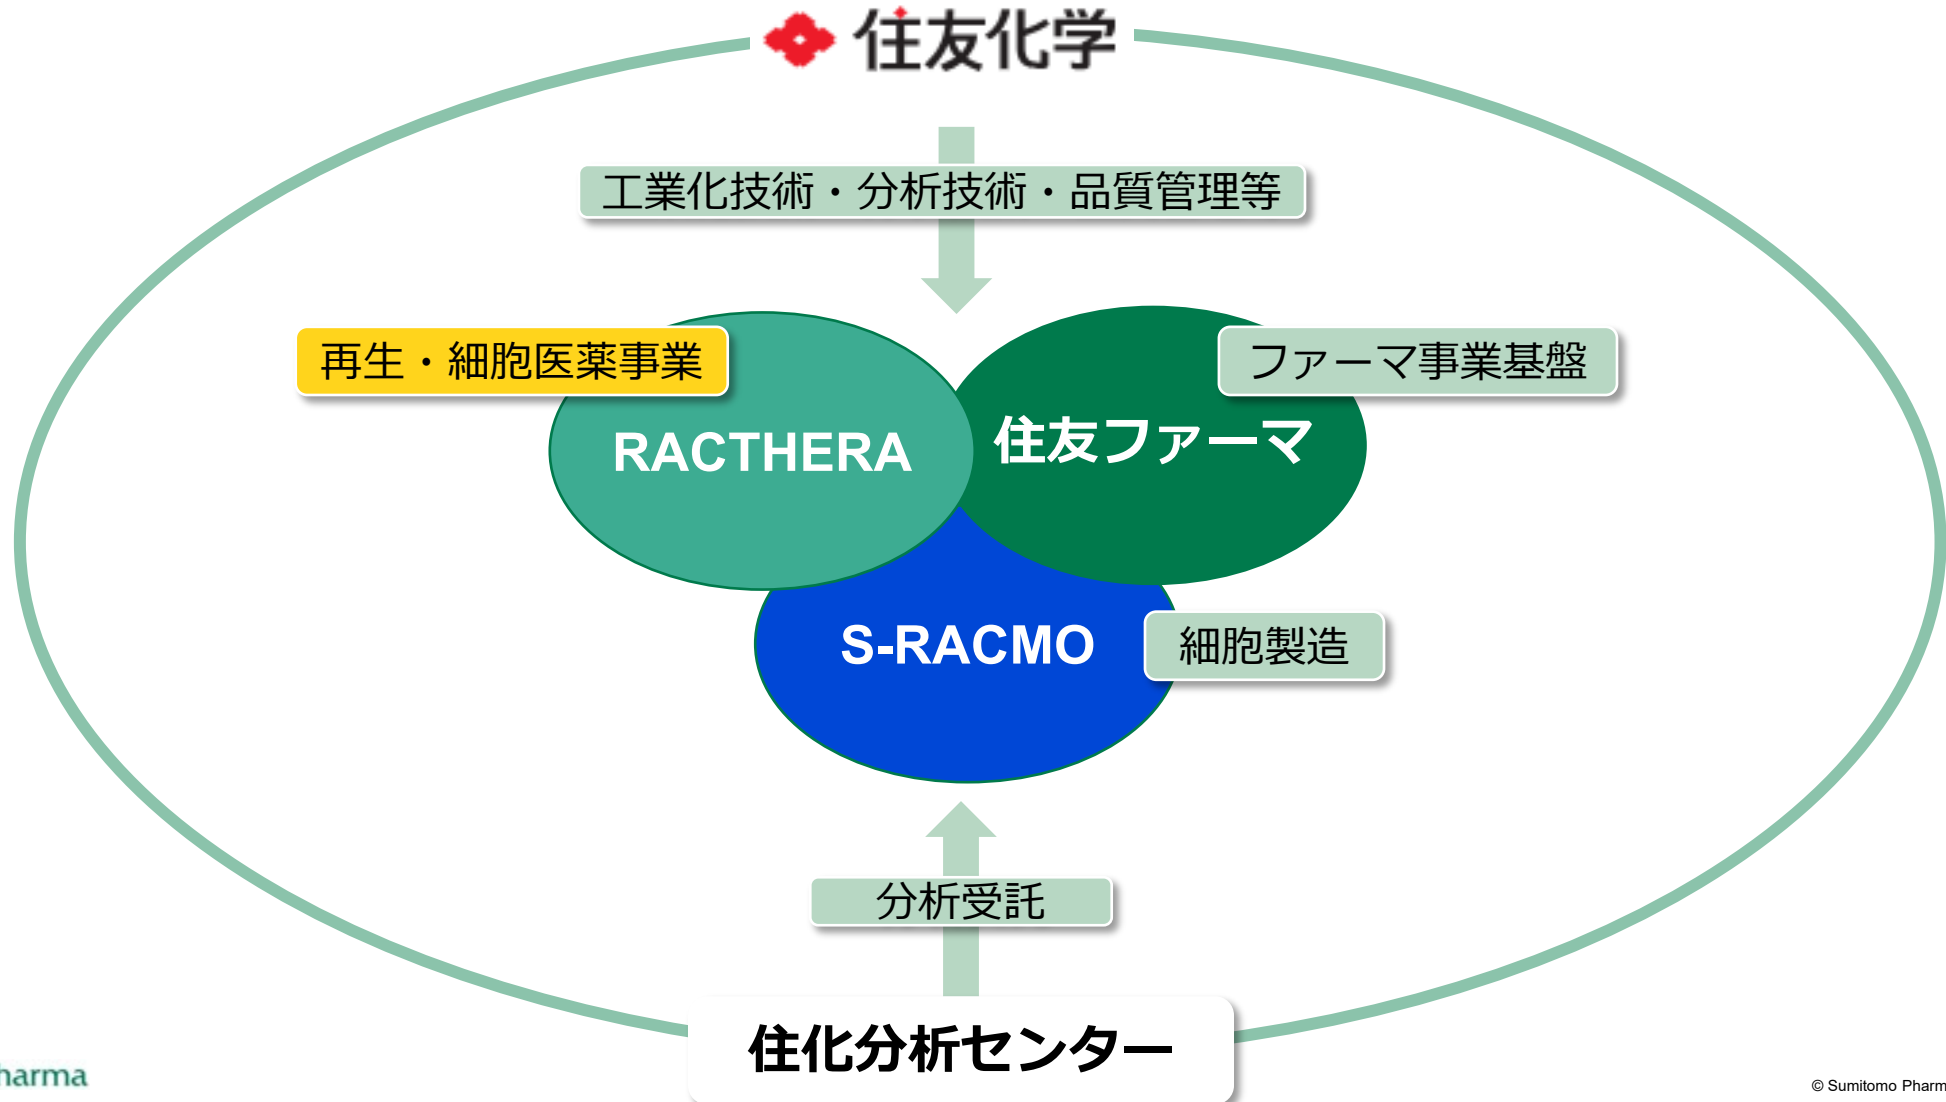 住友化学
工業化技術・分析技術・品質管理等
再生・細胞医薬事業
ファーマ事業基盤
RACTHERA
住友ファーマ
S-RACMO
細胞製造
分析受託
住化分析センター
harma
© Sumitomo Pharm